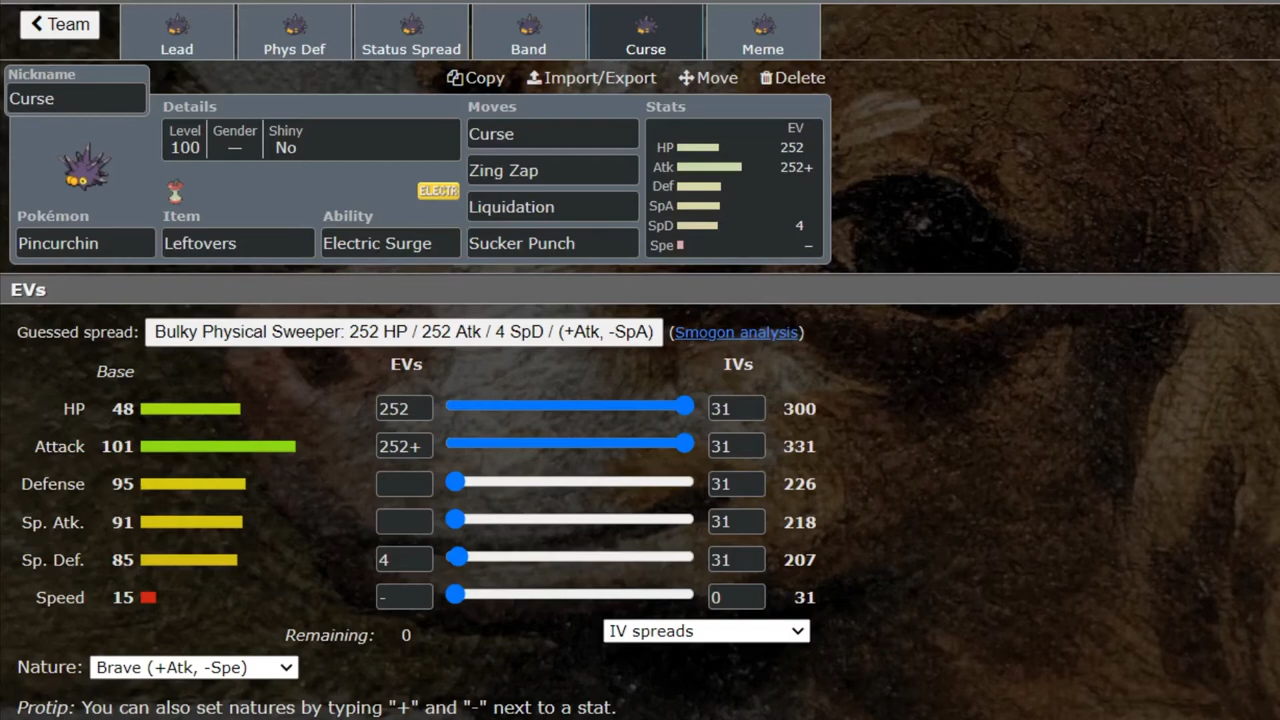 Team
Lead
Phys Def
Status Spread
Band
Curse
Meme
Nickname
Curse
Copy
Import/Export
Move
Delete
Details
Level
100
Gender
—
Shiny
No
ELECTR
Pokémon
Pincurchin
Item
Leftovers
Ability
Electric Surge
Moves
Curse
Zing Zap
Liquidation
Sucker Punch
Stats
EV
HP 252
Atk 252+
Def
SpA
SpD 4
Spe –
EVs
Guessed spread: Bulky Physical Sweeper: 252 HP / 252 Atk / 4 SpD / (+Atk, -SpA) (Smogon analysis)
Base EVs IVs
HP 48 252 31 300
Attack 101 252+ 31 331
Defense 95 31 226
Sp. Atk. 91 31 218
Sp. Def. 85 4 31 207
Speed 15 - 0 31
Remaining: 0 IV spreads
Nature: Brave (+Atk, -Spe)
Protip: You can also set natures by typing "+" and "-" next to a stat.